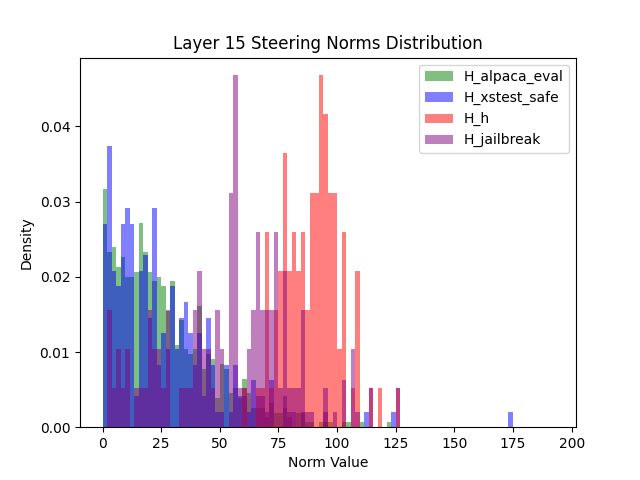 Layer 15 Steering Norms Distribution
H_alpaca_eval
H_xstest_safe
H_h
H_jailbreak
Density
0.04
0.03
0.02
0.01
0.00
0 25 50 75 100 125 150 175 200
Norm Value